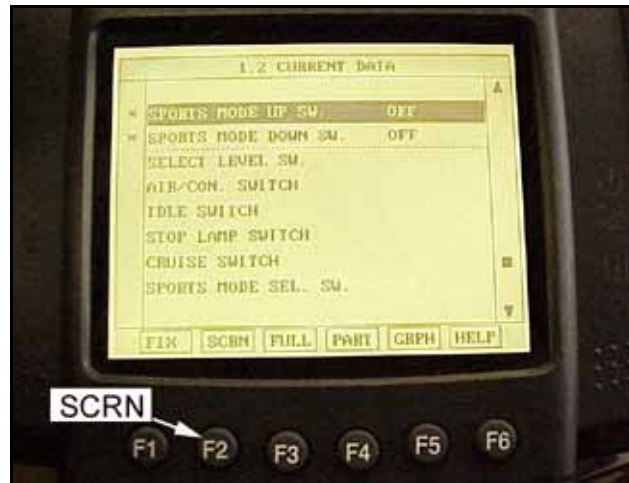 1.2 CURRENT DATA
* SPORTS MODE UP SW. OFF
* SPORTS MODE DOWN SW. OFF
SELECT LEVEL SW.
AIR/CON. SWITCH
IDLE SWITCH
STOP LAMP SWITCH
CRUISE SWITCH
SPORTS MODE SEL. SW.
FIX SCRN FULL PART GRPH HELP
SCRN
F1 F2 F3 F4 F5 F6